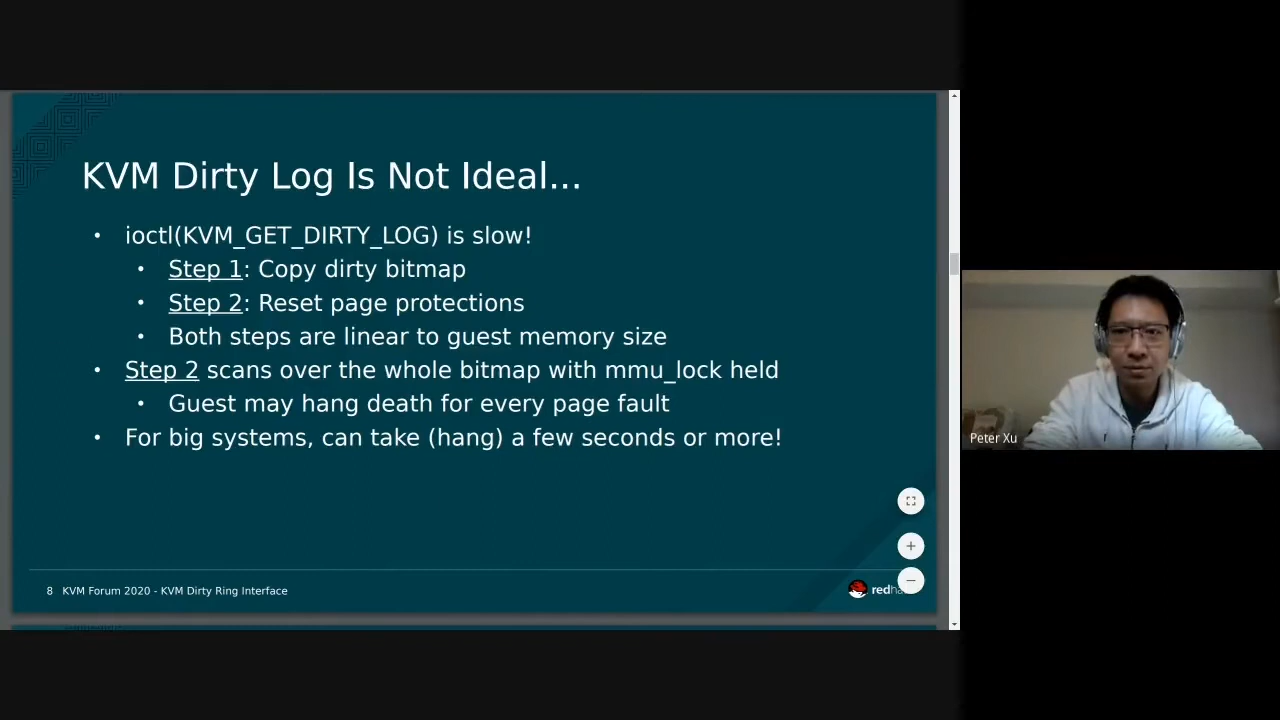 KVM Dirty Log Is Not Ideal...
• ioctl(KVM_GET_DIRTY_LOG) is slow!
• Step 1: Copy dirty bitmap
• Step 2: Reset page protections
• Both steps are linear to guest memory size
• Step 2 scans over the whole bitmap with mmu_lock held
• Guest may hang death for every page fault
• For big systems, can take (hang) a few seconds or more!
8 KVM Forum 2020 - KVM Dirty Ring Interface
Peter Xu